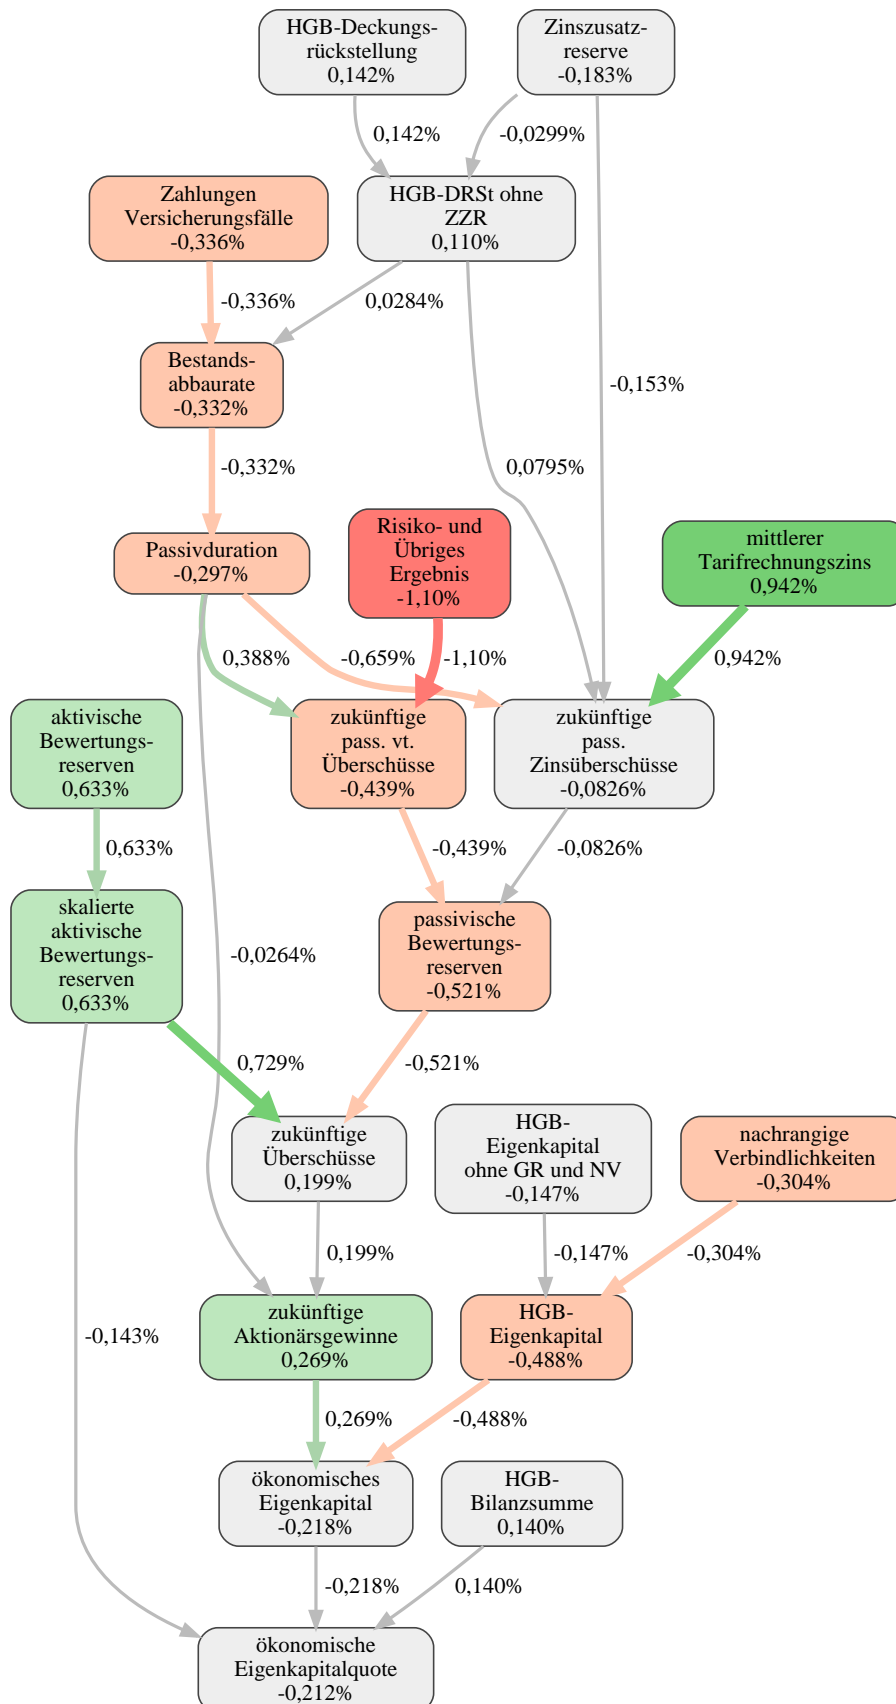 HGB-Deckungs-
rückstellung
0,142%
Zinszusatz-
reserve
-0,183%
0,142%
-0,0299%
Zahlungen
Versicherungsfälle
-0,336%
HGB-DRSt ohne
ZZR
0,110%
-0,336%
0,0284%
Bestands-
abbaurate
-0,332%
-0,153%
-0,332%
0,0795%
Passivduration
-0,297%
Risiko- und
Übriges
Ergebnis
-1,10%
mittlerer
Tarifrechnungszins
0,942%
0,388%
-0,659%
-1,10%
0,942%
aktivische
Bewertungs-
reserven
0,633%
zukünftige
pass. vt.
Überschüsse
-0,439%
zukünftige
pass.
Zinsüberschüsse
-0,0826%
0,633%
-0,439%
-0,0826%
skalierte
aktivische
Bewertungs-
reserven
0,633%
-0,0264%
passivische
Bewertungs-
reserven
-0,521%
0,729%
-0,521%
zukünftige
Überschüsse
0,199%
HGB-
Eigenkapital
ohne GR und NV
-0,147%
nachrangige
Verbindlichkeiten
-0,304%
0,199%
-0,147%
-0,304%
-0,143%
zukünftige
Aktionärsgewinne
0,269%
HGB-
Eigenkapital
-0,488%
0,269%
-0,488%
ökonomisches
Eigenkapital
-0,218%
HGB-
Bilanzsumme
0,140%
-0,218%
0,140%
ökonomische
Eigenkapitalquote
-0,212%